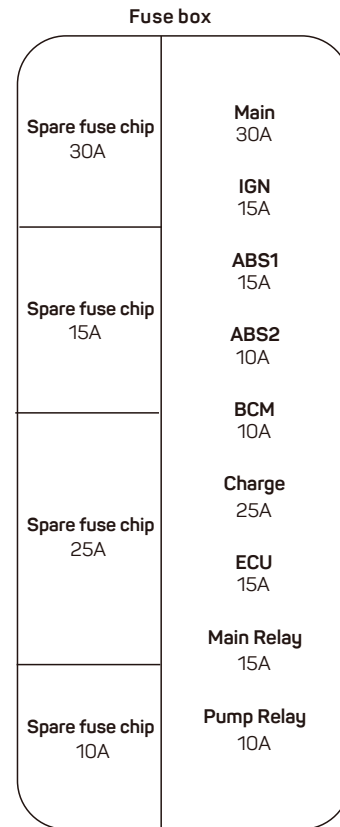 Fuse box
Spare fuse chip
30A
Spare fuse chip
15A
Spare fuse chip
25A
Spare fuse chip
10A
Main
30A
IGN
15A
ABS1
15A
ABS2
10A
BCM
10A
Charge
25A
ECU
15A
Main Relay
15A
Pump Relay
10A